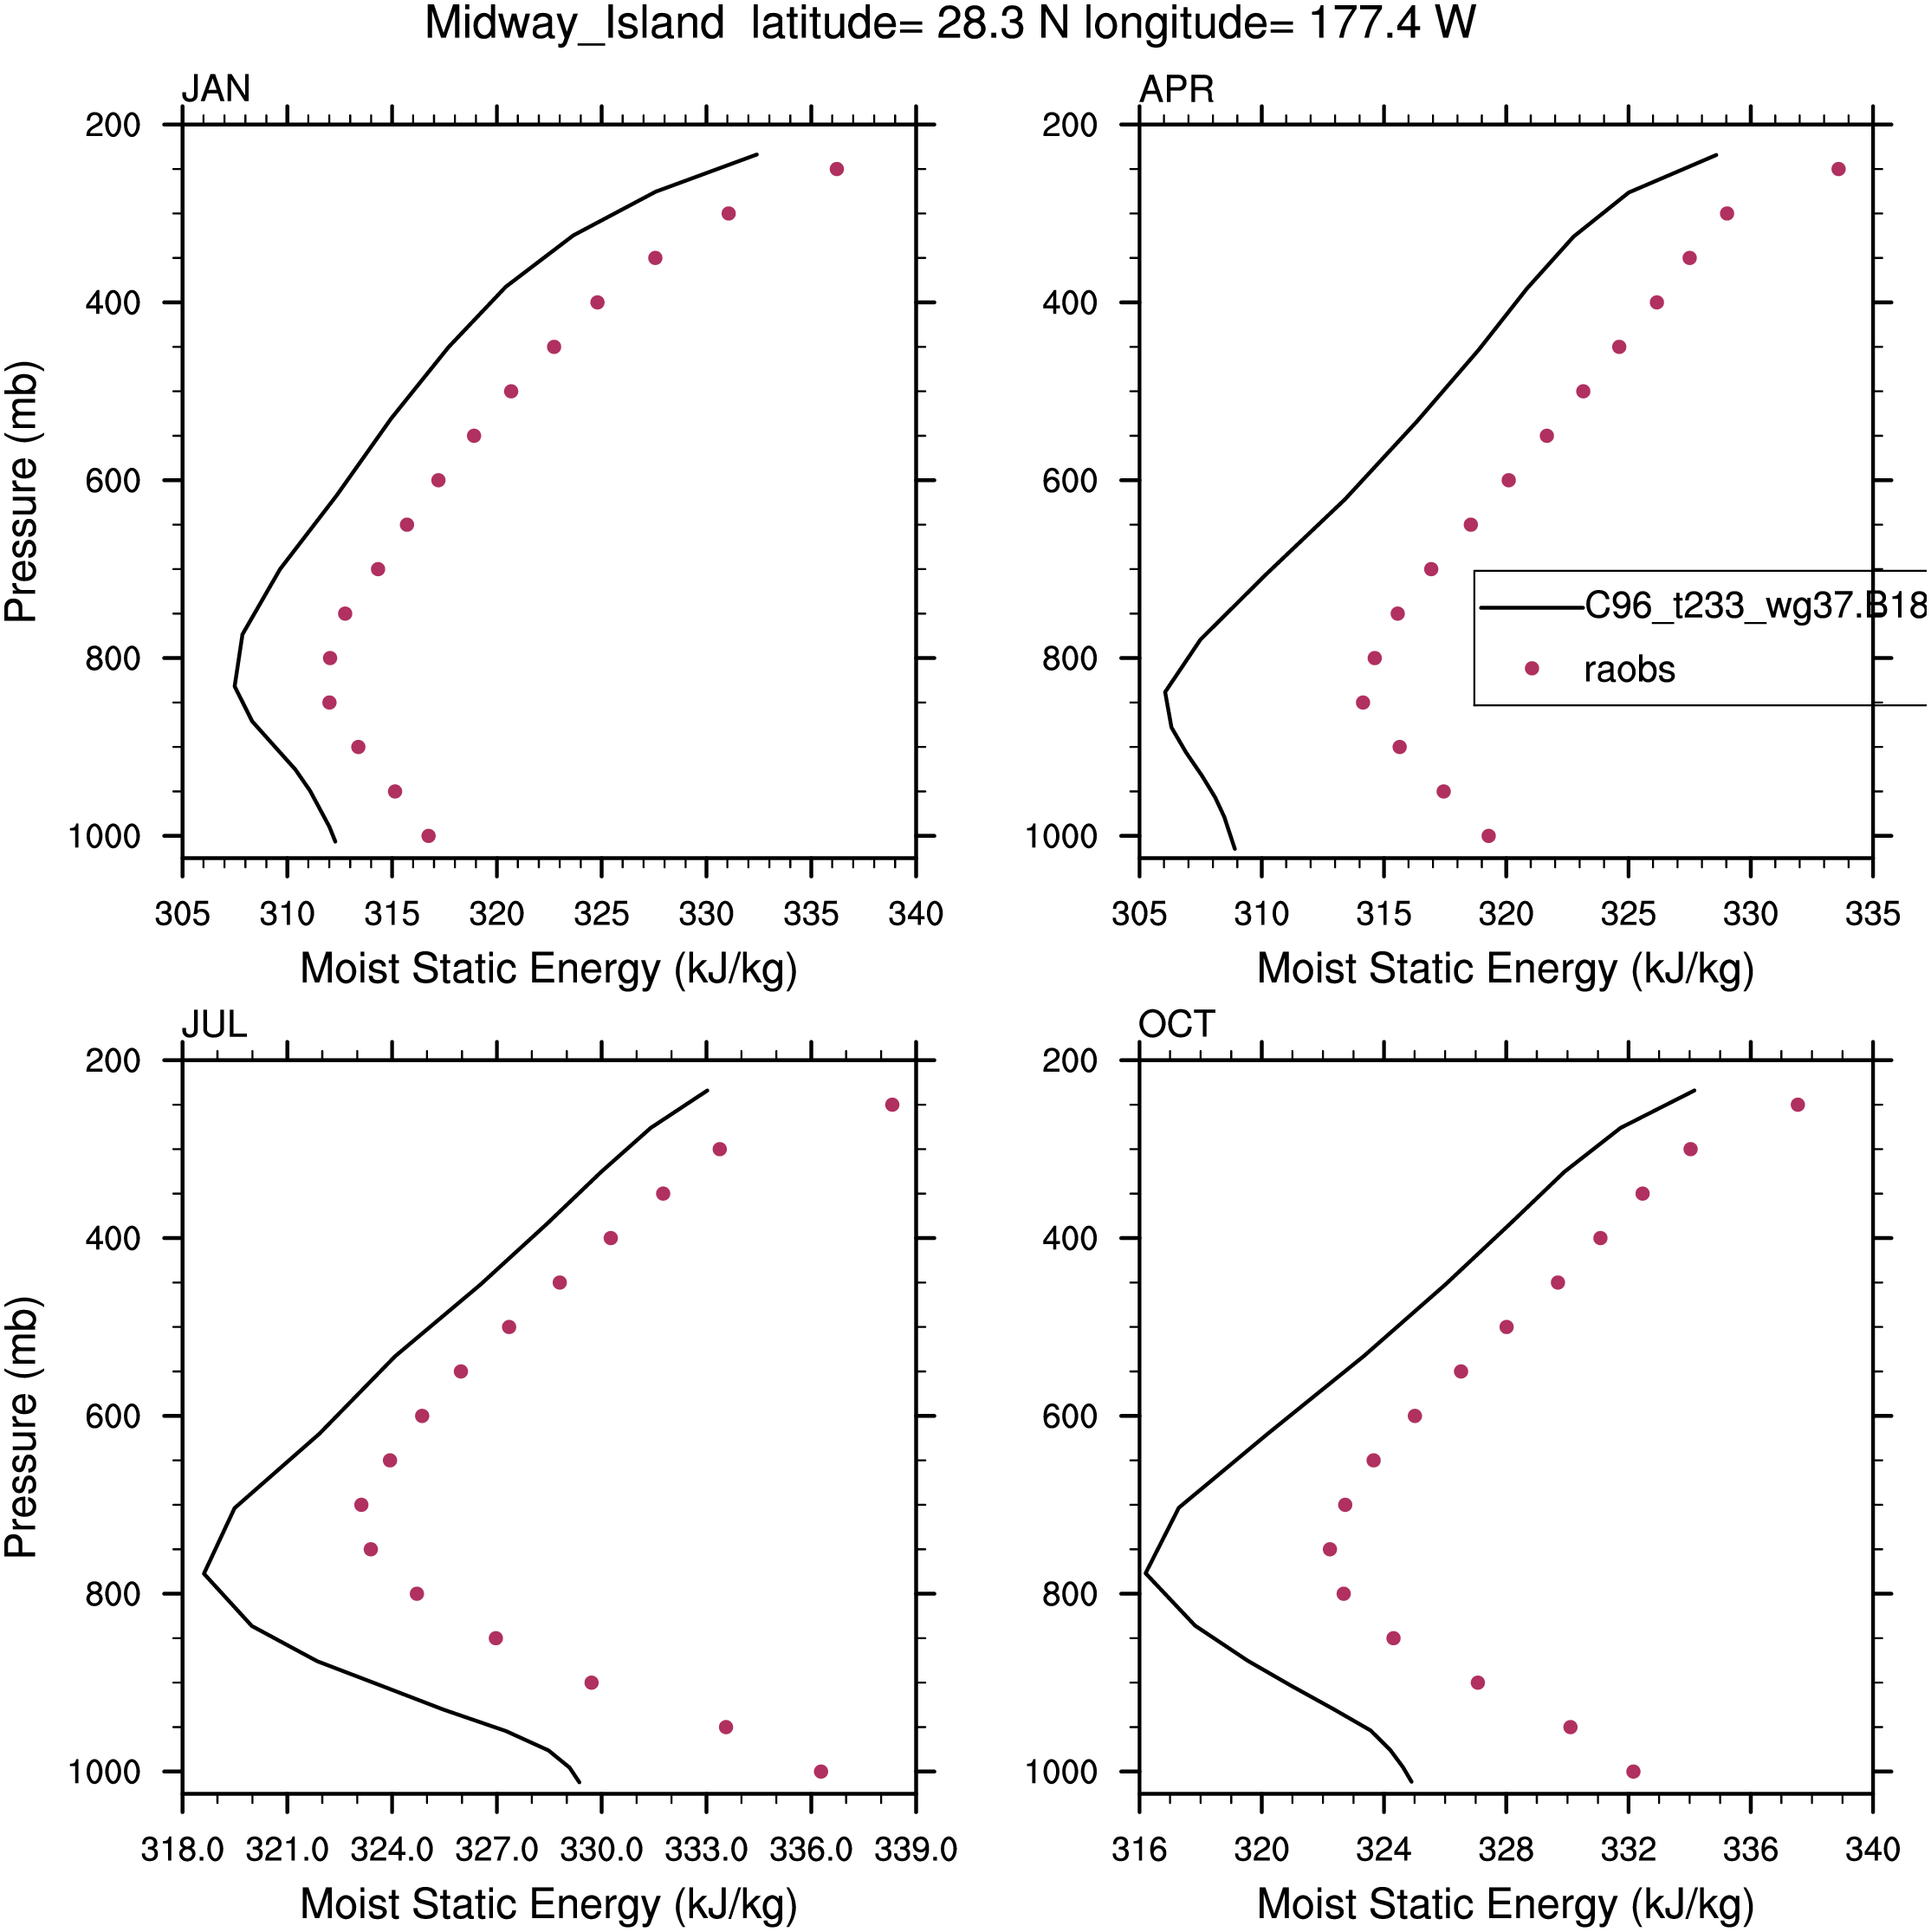 Midway_Island latitude= 28.3 N longitude= 177.4 W
JAN
200
400
600
800
1000
Pressure (mb)
305 310 315 320 325 330 335 340
Moist Static Energy (kJ/kg)
APR
200
400
600
800
1000
C96_t233_wg37.B18
raobs
305 310 315 320 325 330 335
Moist Static Energy (kJ/kg)
JUL
200
400
600
800
1000
Pressure (mb)
318.0 321.0 324.0 327.0 330.0 333.0 336.0 339.0
Moist Static Energy (kJ/kg)
OCT
200
400
600
800
1000
316 320 324 328 332 336 340
Moist Static Energy (kJ/kg)